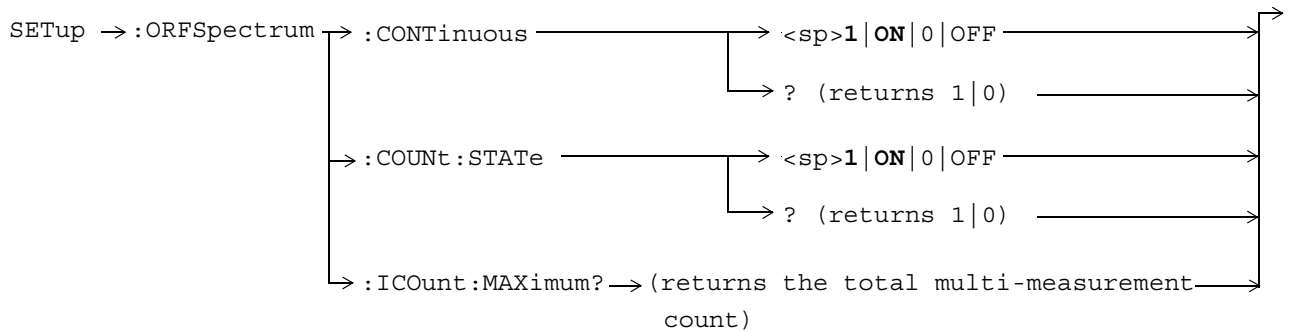 SETup :ORFSpectrum :CONTinuous <sp>1|ON|0|OFF
? (returns 1|0)
:COUNt:STATe <sp>1|ON|0|OFF
? (returns 1|0)
:ICOunt:MAXimum? (returns the total multi-measurement
count)